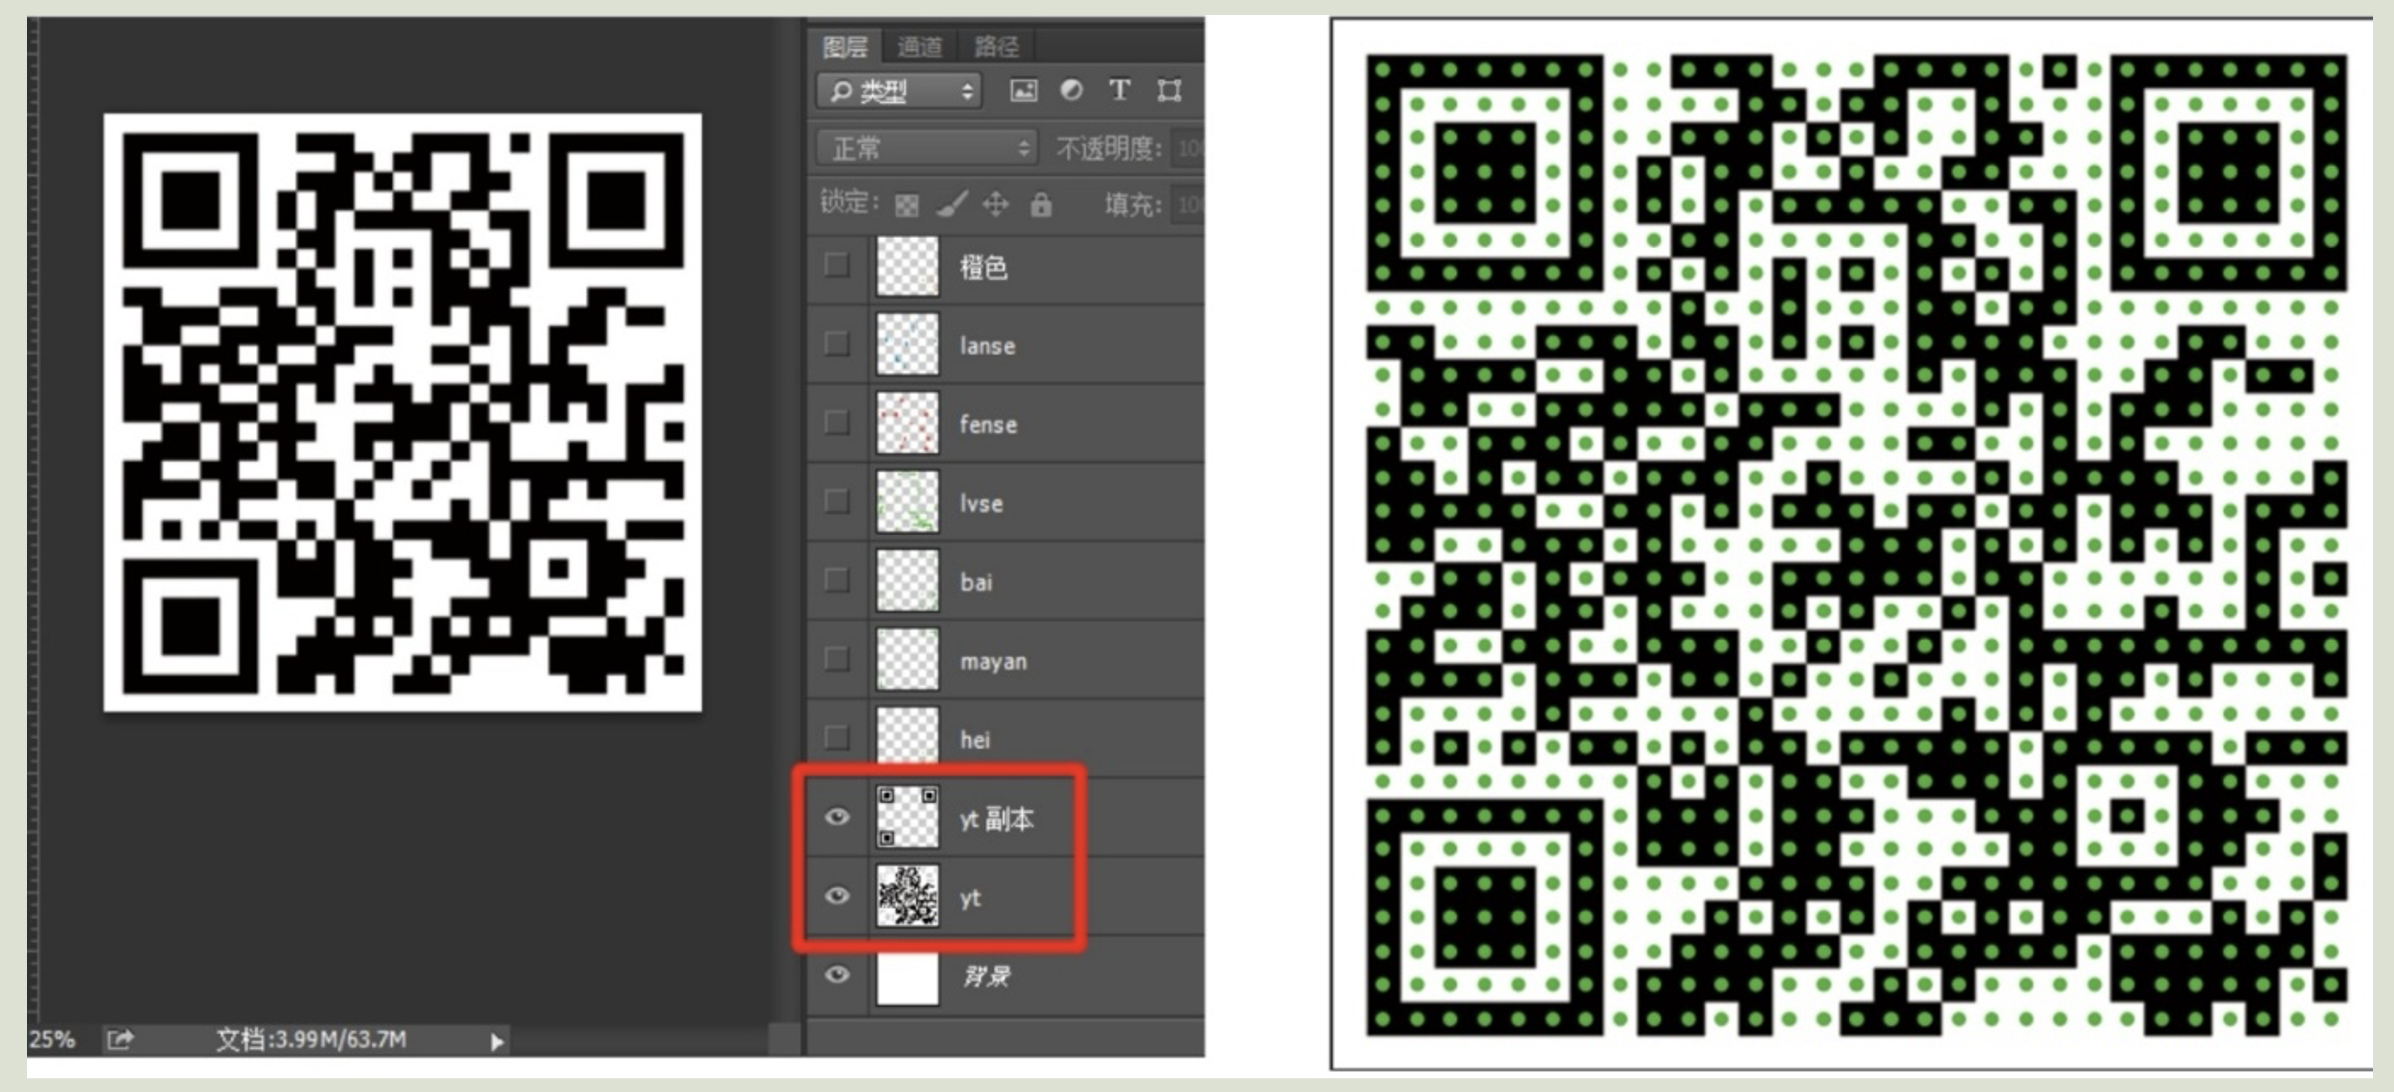 图层 通道 路径
类型 T
正常 不透明度: 10
锁定: 填充: 10
橙色
lanse
fense
lvse
bai
mayan
hei
yt 副本
yt
背景
25% 文档:3.99M/63.7M